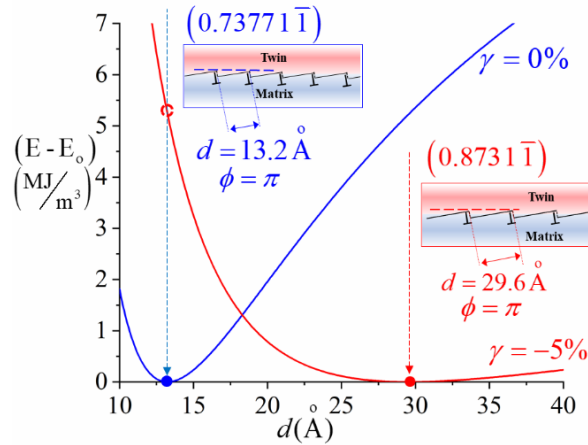 7
6
5
4
3
2
1
0
(E - Eo)
(MJ/m³)
10 15 20 25 30 35 40
d(Å)
(0.73771 1̅)
Twin
Matrix
d = 13.2 Å
ϕ = π
γ = 0%
(0.8731 1̅)
Twin
Matrix
d = 29.6 Å
ϕ = π
γ = −5%